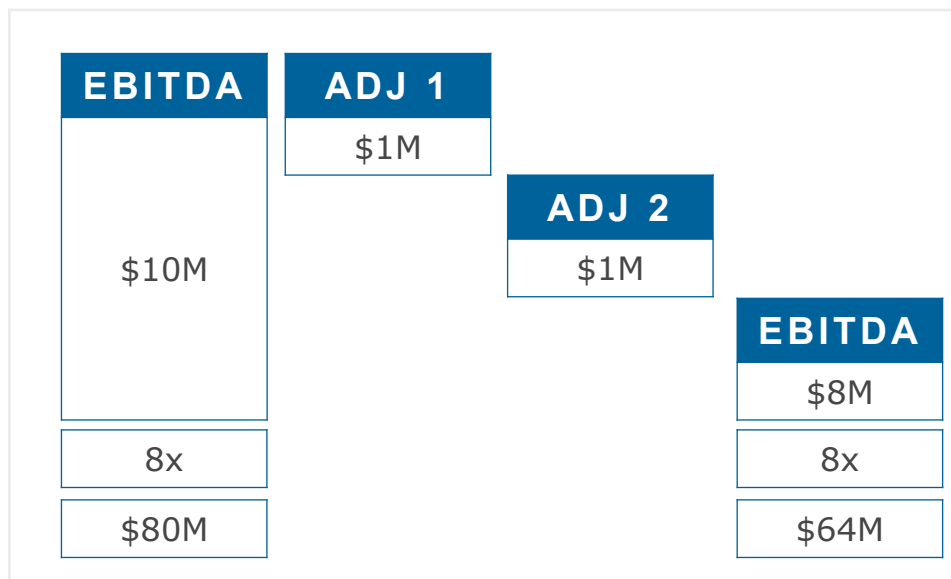 EBITDA
$10M
8x
$80M
ADJ 1
$1M
ADJ 2
$1M
EBITDA
$8M
8x
$64M